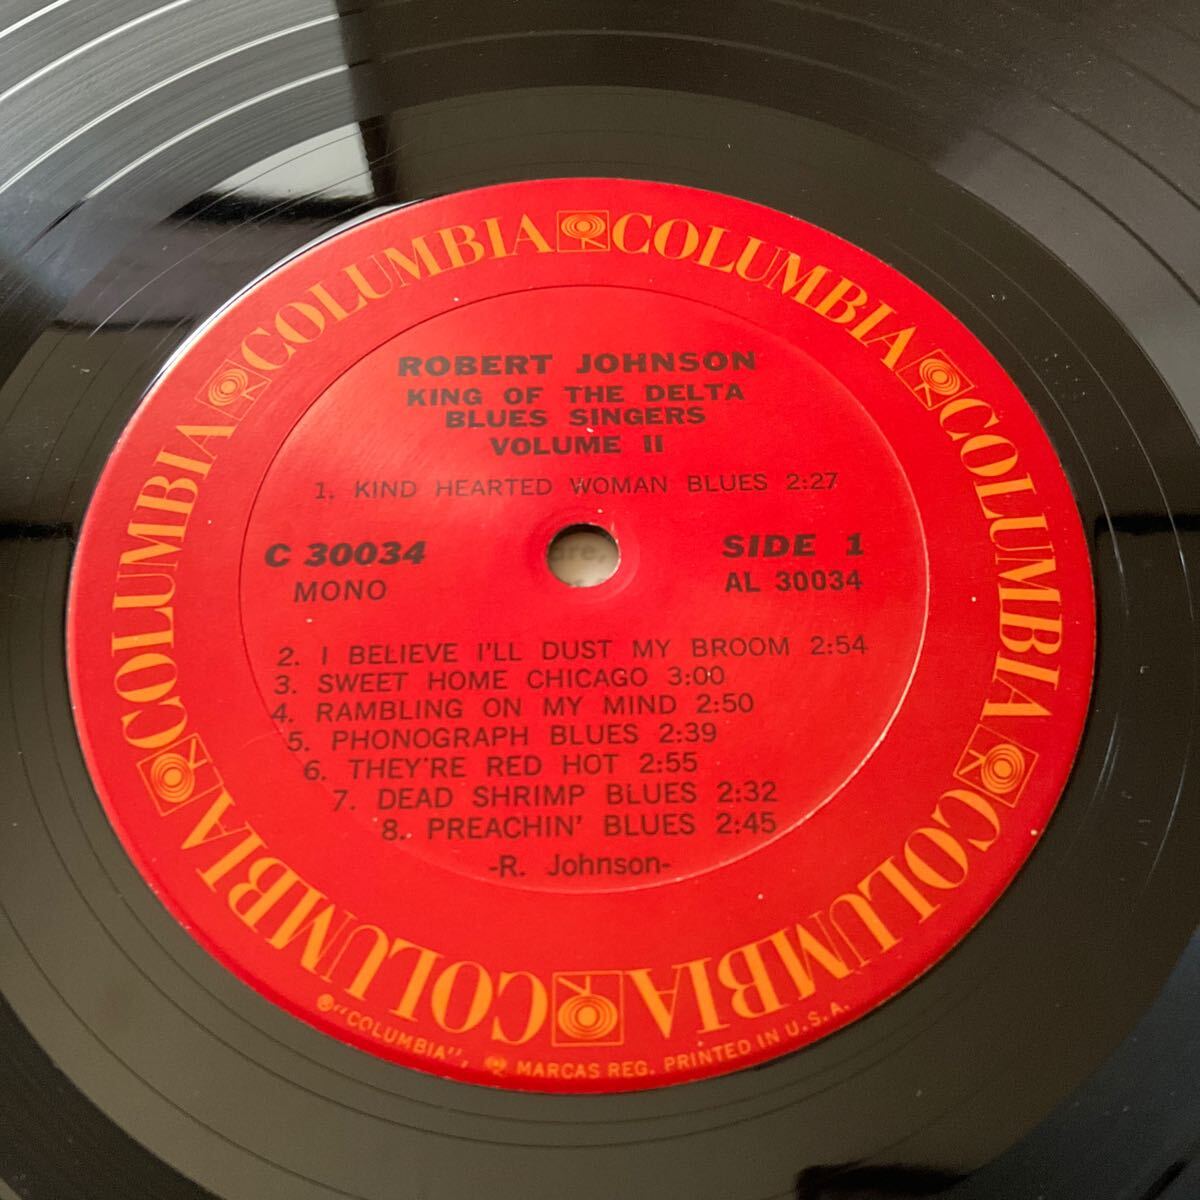 COLUMBIA COLUMBIA COLUMBIA COLUMBIA COLUMBIA COLUMBIA
ROBERT JOHNSON
KING OF THE DELTA
BLUES SINGERS
VOLUME II
1. KIND HEARTED WOMAN BLUES 2:27
C 30034
MONO
SIDE 1
AL 30034
2. I BELIEVE I'LL DUST MY BROOM 2:54
3. SWEET HOME CHICAGO 3:00
4. RAMBLING ON MY MIND 2:50
5. PHONOGRAPH BLUES 2:39
6. THEY'RE RED HOT 2:55
7. DEAD SHRIMP BLUES 2:32
8. PREACHIN' BLUES 2:45
-R. Johnson-
® "COLUMBIA", MARCAS REG. PRINTED IN U.S.A.